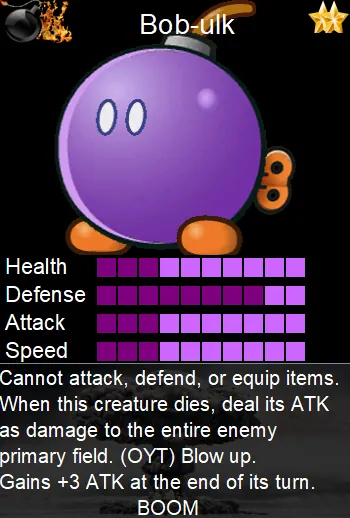 Bob-ulk
Health
Defense
Attack
Speed
Cannot attack, defend, or equip items.
When this creature dies, deal its ATK
as damage to the entire enemy
primary field. (OYT) Blow up.
Gains +3 ATK at the end of its turn.
BOOM